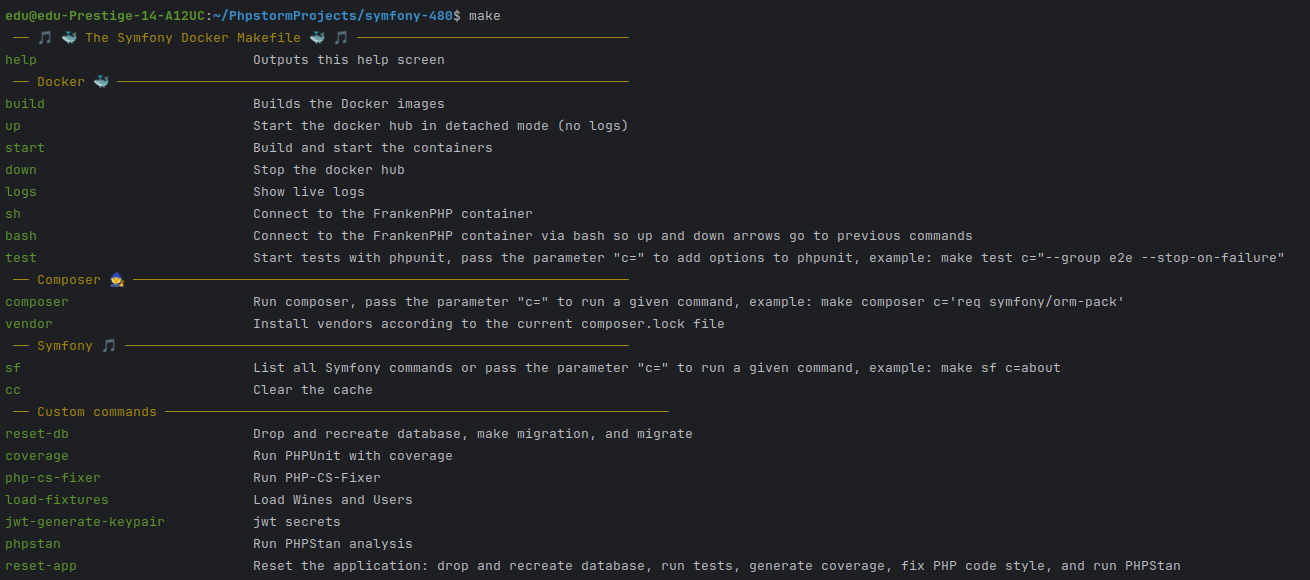 edu@edu-Prestige-14-A12UC:~/PhpstormProjects/symfony-480$ make
—— 🎵 🐳 The Symfony Docker Makefile 🐳 🎵 ——————————————————————————————————
help Outputs this help screen
—— Docker 🐳 ————————————————————————————————————————————————————————————————
build Builds the Docker images
up Start the docker hub in detached mode (no logs)
start Build and start the containers
down Stop the docker hub
logs Show live logs
sh Connect to the FrankenPHP container
bash Connect to the FrankenPHP container via bash so up and down arrows go to previous commands
test Start tests with phpunit, pass the parameter "c=" to add options to phpunit, example: make test c="--group e2e --stop-on-failure"
—— Composer 🧙 ——————————————————————————————————————————————————————————————
composer Run composer, pass the parameter "c=" to run a given command, example: make composer c='req symfony/orm-pack'
vendor Install vendors according to the current composer.lock file
—— Symfony 🎵 ———————————————————————————————————————————————————————————————
sf List all Symfony commands or pass the parameter "c=" to run a given command, example: make sf c=about
cc Clear the cache
—— Custom commands ———————————————————————————————————————————————————————————————
reset-db Drop and recreate database, make migration, and migrate
coverage Run PHPUnit with coverage
php-cs-fixer Run PHP-CS-Fixer
load-fixtures Load Wines and Users
jwt-generate-keypair jwt secrets
phpstan Run PHPStan analysis
reset-app Reset the application: drop and recreate database, run tests, generate coverage, fix PHP code style, and run PHPStan